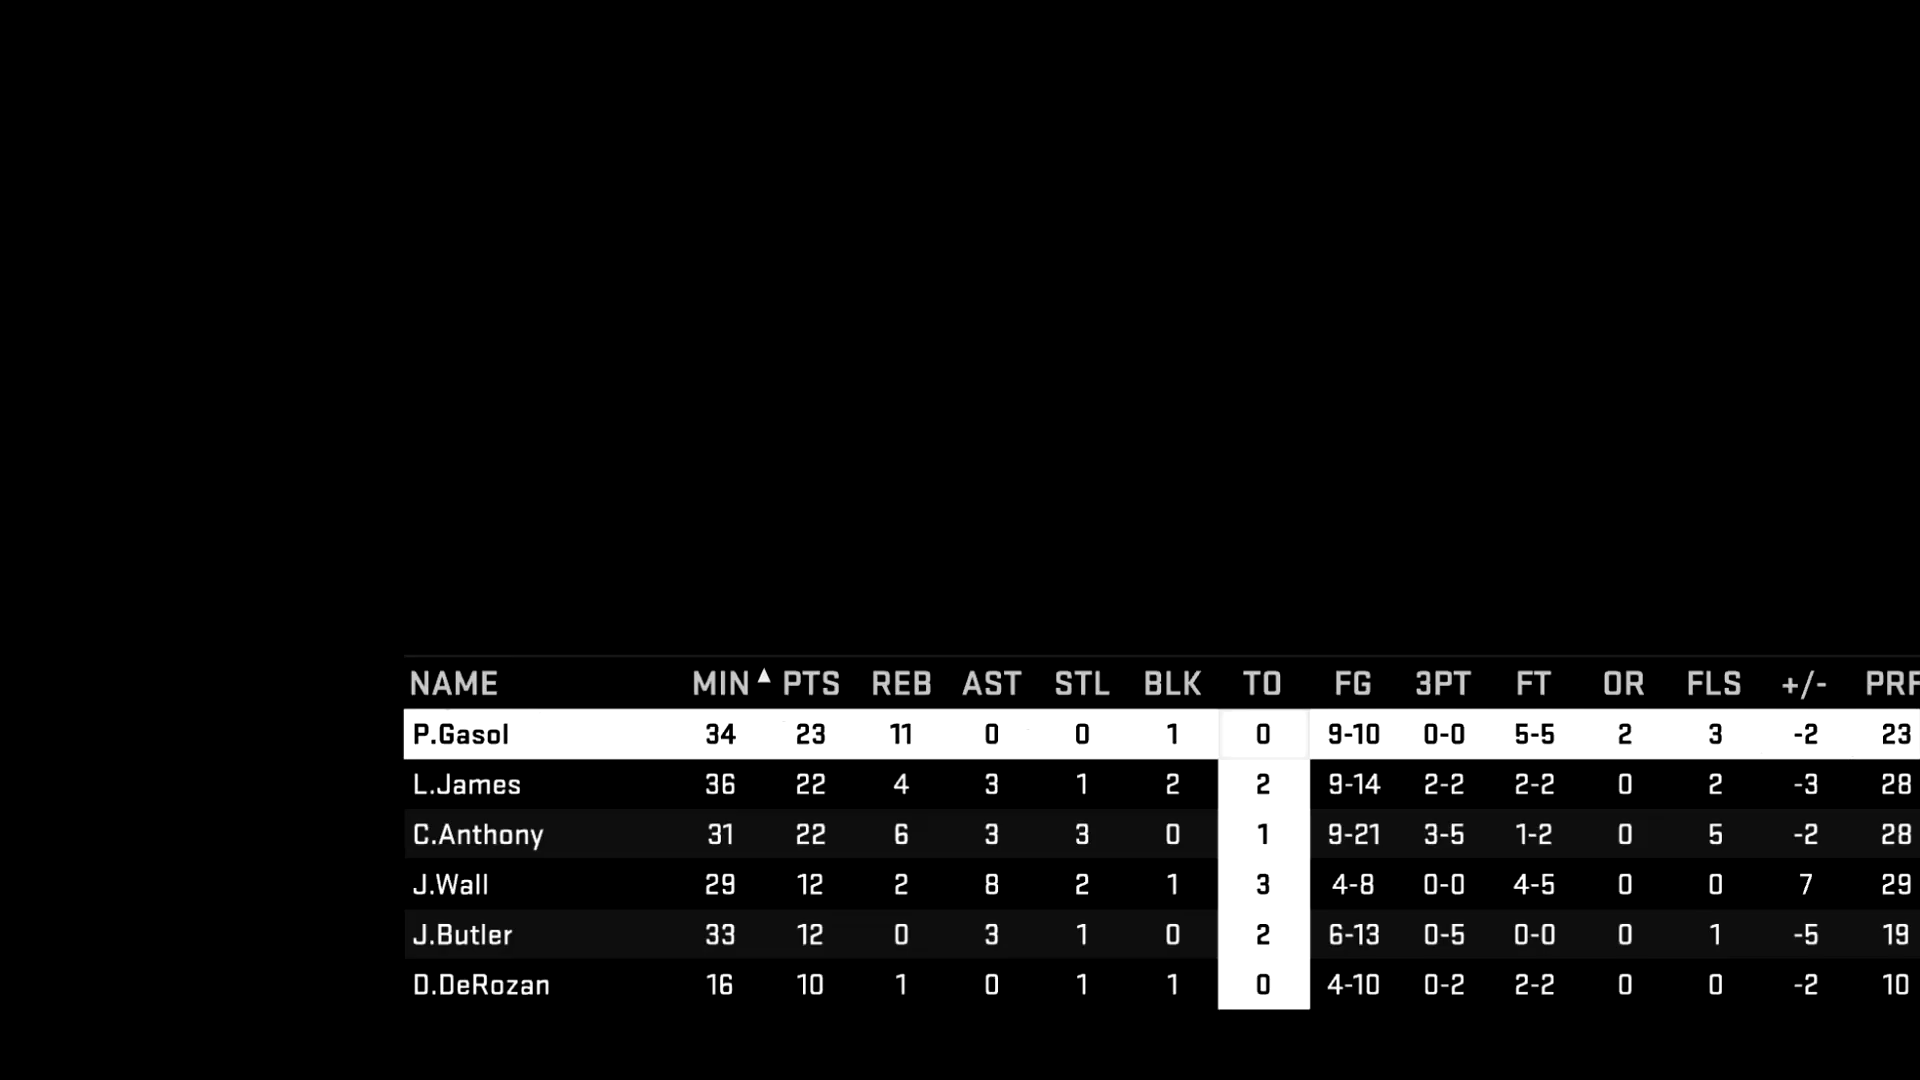 NAME MIN ▲ PTS REB AST STL BLK TO FG 3PT FT OR FLS +/- PRF
P.Gasol 34 23 11 0 0 1 0 9-10 0-0 5-5 2 3 -2 23
L.James 36 22 4 3 1 2 2 9-14 2-2 2-2 0 2 -3 28
C.Anthony 31 22 6 3 3 0 1 9-21 3-5 1-2 0 5 -2 28
J.Wall 29 12 2 8 2 1 3 4-8 0-0 4-5 0 0 7 29
J.Butler 33 12 0 3 1 0 2 6-13 0-5 0-0 0 1 -5 19
D.DeRozan 16 10 1 0 1 1 0 4-10 0-2 2-2 0 0 -2 10